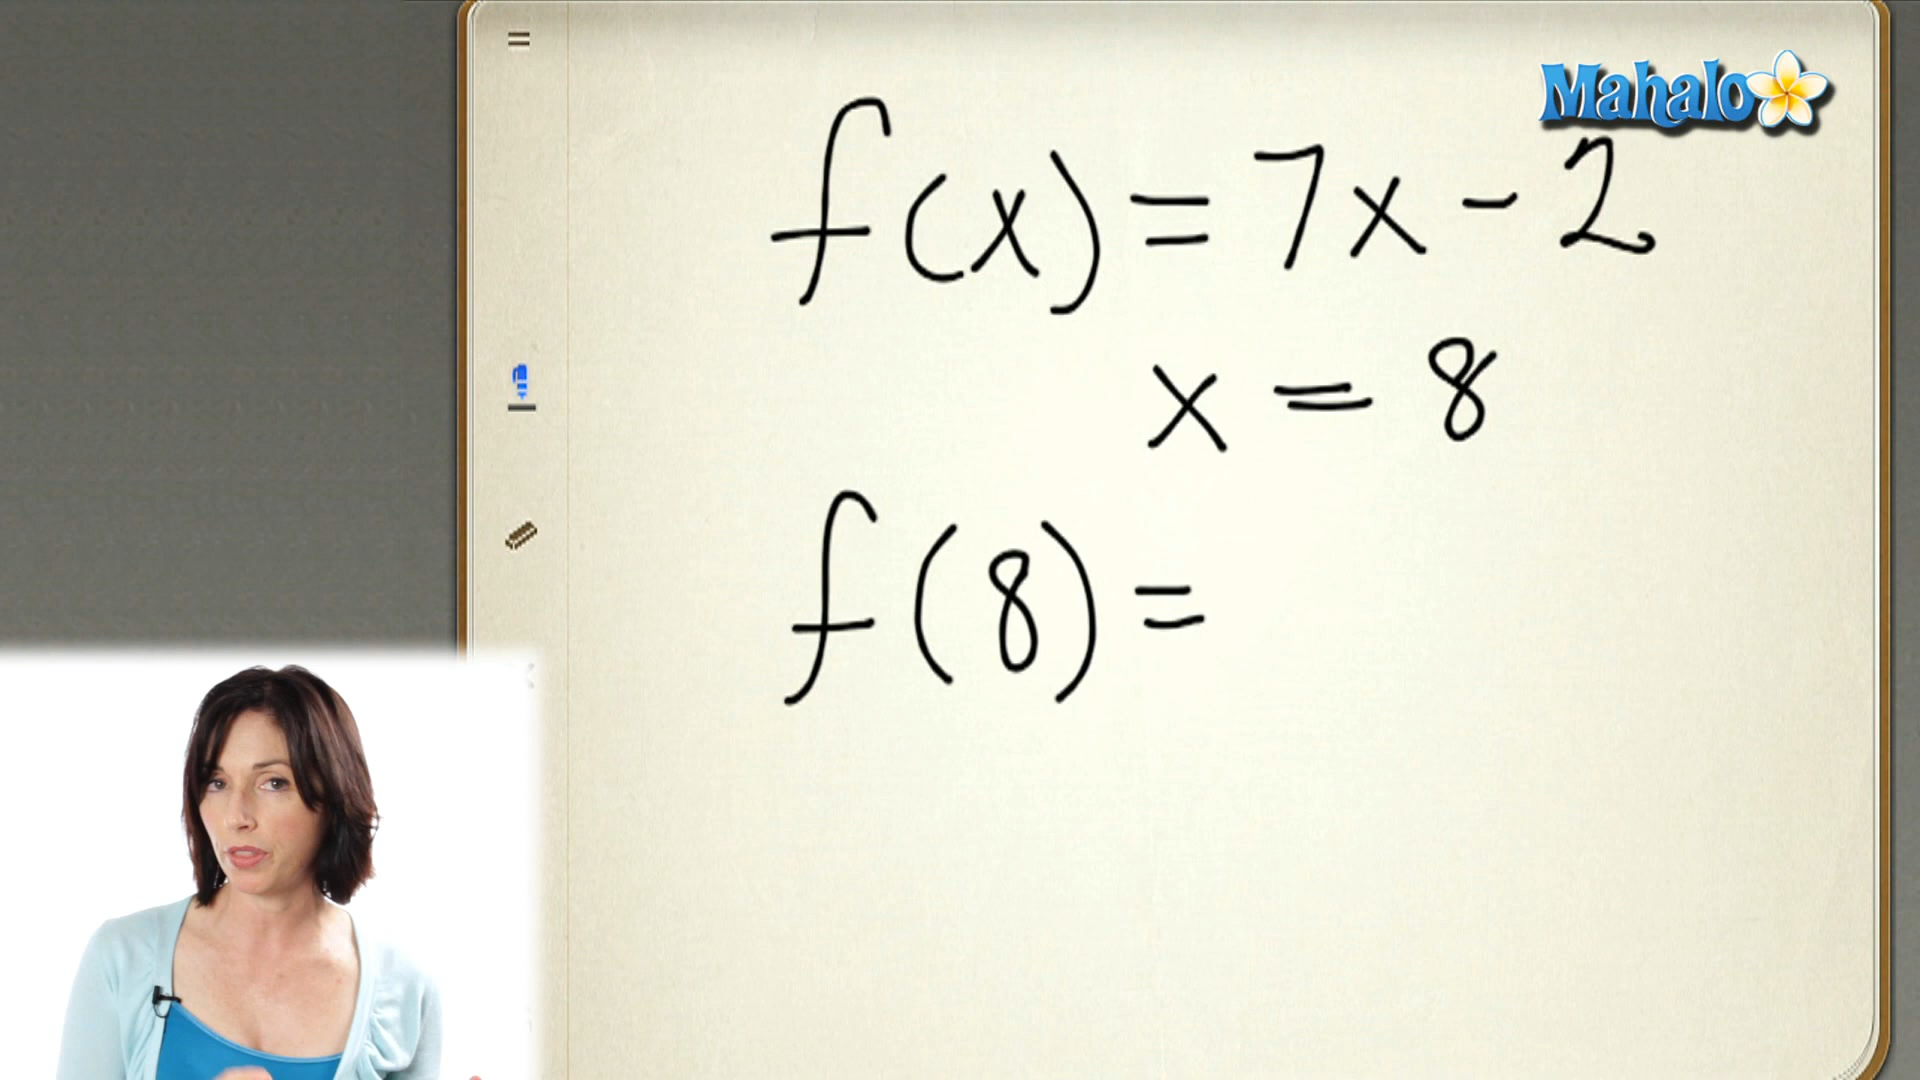 Mahalo
f(x) = 7x - 2
x = 8
f(8) =